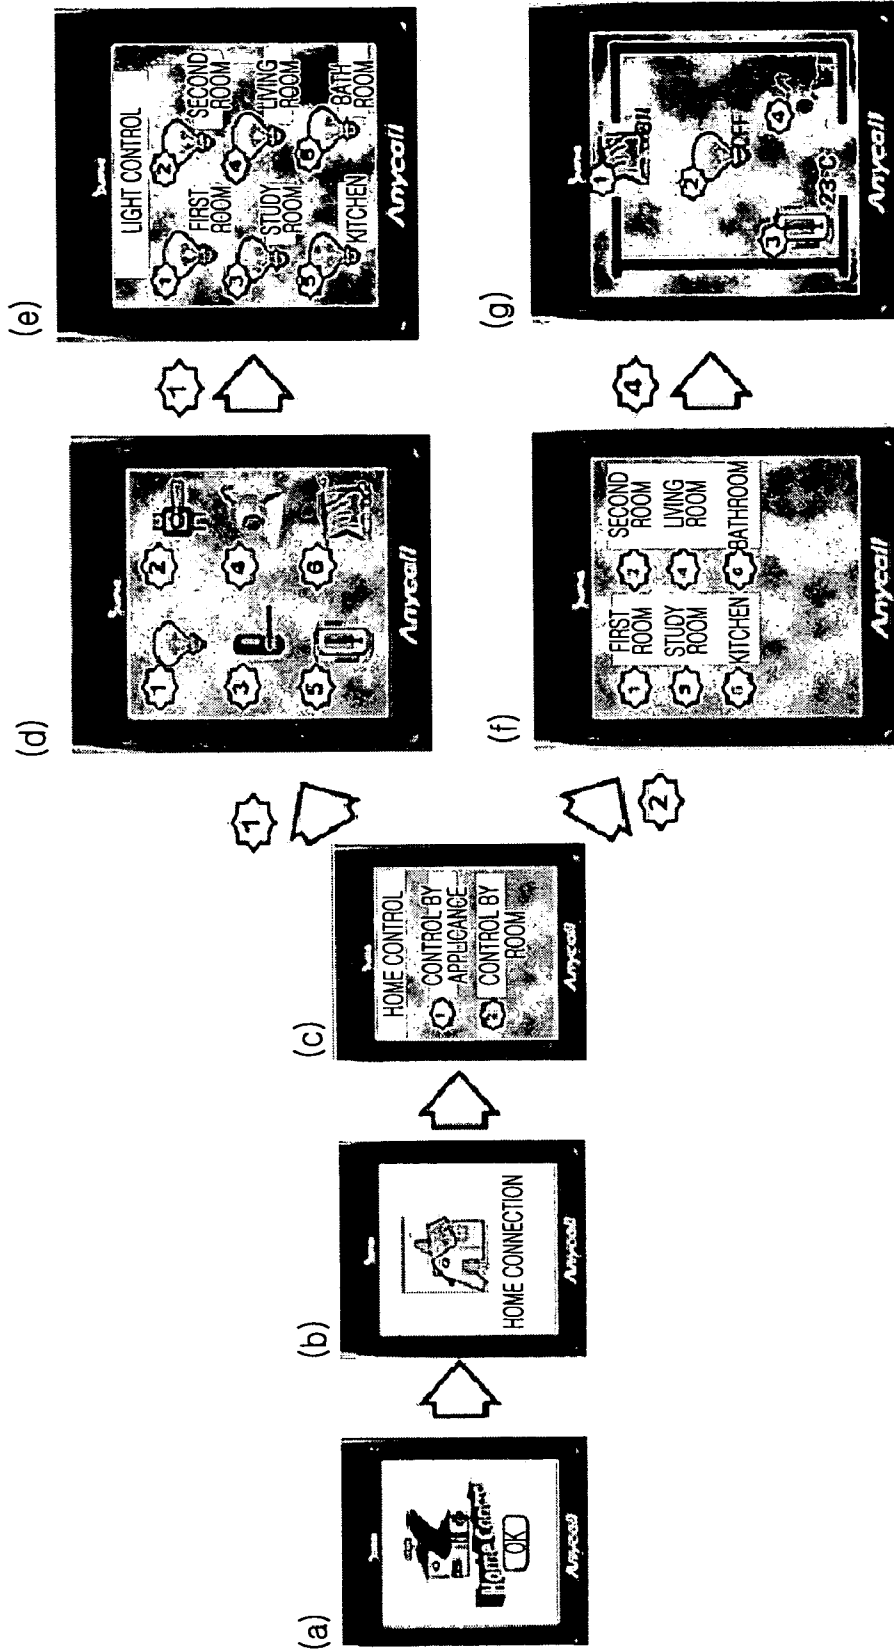 (a)
Home Control
OK
Anycall
(b)
HOME CONNECTION
Anycall
(c)
HOME CONTROL
1 CONTROL BY
APPLICANCE
2 CONTROL BY
ROOM
Anycall
1
2
(d)
1 2
3 4
5 6
Anycall
1
(e)
LIGHT CONTROL
1 FIRST ROOM
2 SECOND ROOM
3 STUDY ROOM
4 LIVING ROOM
5 KITCHEN
6 BATH ROOM
Anycall
(f)
1 FIRST ROOM
2 SECOND ROOM
3 STUDY ROOM
4 LIVING ROOM
5 KITCHEN
6 BATHROOM
Anycall
4
(g)
1
2 OFF
3 23°C
4
Anycall